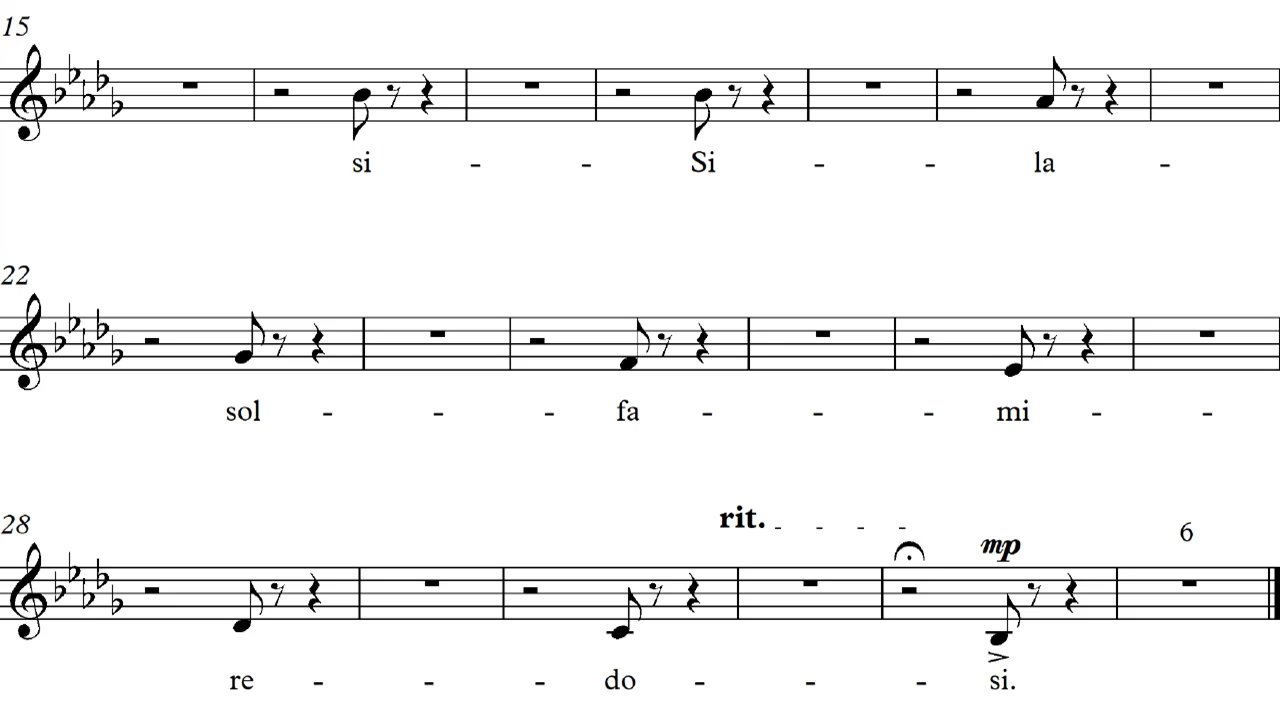 15
si - - Si - - la -
22
sol - - - fa - - - mi - -
28
rit. - - - -
mp
6
re - - - do - - - si.